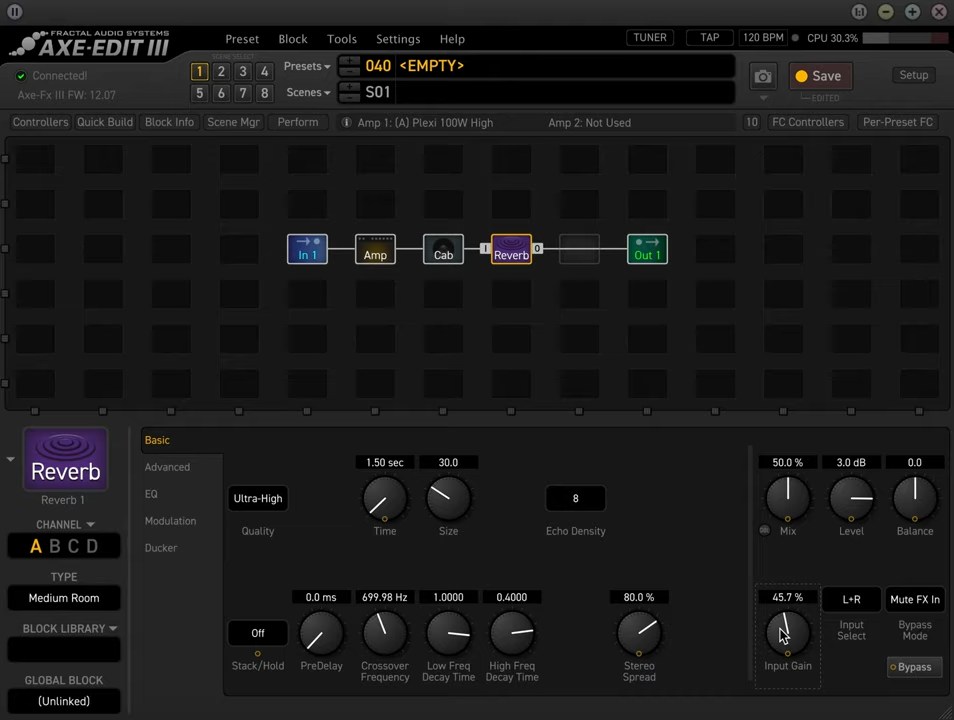 1:1
FRACTAL AUDIO SYSTEMS
AXE-EDIT III
Preset Block Tools Settings Help
TUNER TAP 120 BPM CPU 30.3%
SCENE SELECT
Connected!
Axe-Fx III FW: 12.07
1 2 3 4
5 6 7 8
Presets 040 <EMPTY>
Scenes S01
Save
EDITED
Setup
Controllers Quick Build Block Info Scene Mgr Perform Amp 1: (A) Plexi 100W High Amp 2: Not Used 10 FC Controllers Per-Preset FC
In 1 Amp Cab I Reverb O Out 1
Reverb
Reverb 1
CHANNEL
A B C D
TYPE
Medium Room
BLOCK LIBRARY
GLOBAL BLOCK
(Unlinked)
Basic
Advanced
EQ
Modulation
Ducker
1.50 sec 30.0
Ultra-High 8
Quality Time Size Echo Density
0.0 ms 699.98 Hz 1.0000 0.4000 80.0 %
Off
Stack/Hold PreDelay Crossover Frequency Low Freq Decay Time High Freq Decay Time Stereo Spread
50.0 % 3.0 dB 0.0
Mix Level Balance
45.7 % L+R Mute FX In
Input Gain Input Select Bypass Mode
Bypass